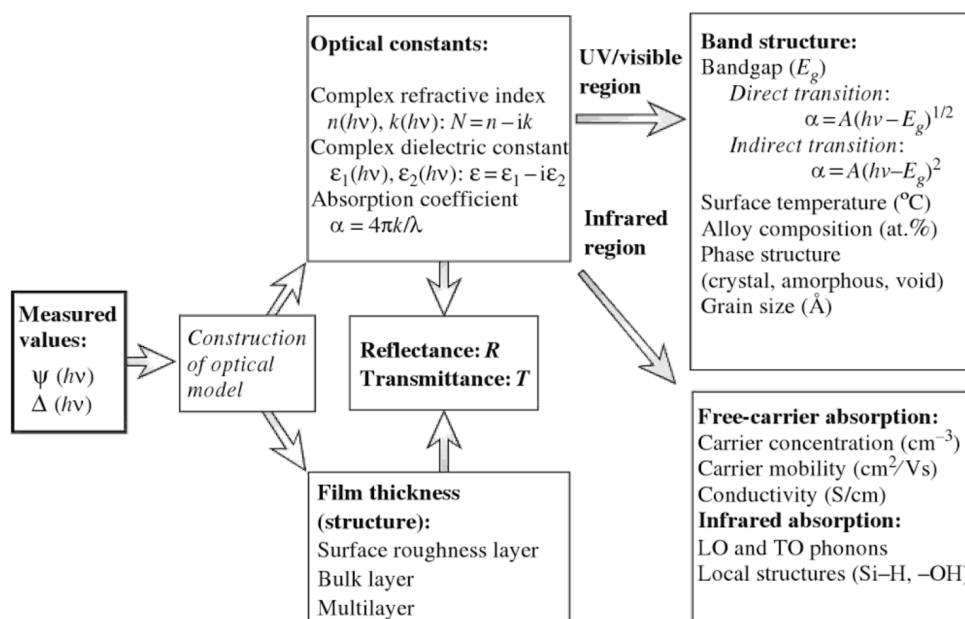 Optical constants:
Complex refractive index
n(hν), k(hν): N = n – ik
Complex dielectric constant
ε₁(hν), ε₂(hν): ε = ε₁ – iε₂
Absorption coefficient
α = 4πk/λ
UV/visible
region
Infrared
region
Band structure:
Bandgap (E_g)
Direct transition:
α = A(hν – E_g)^1/2
Indirect transition:
α = A(hν–E_g)²
Surface temperature (°C)
Alloy composition (at.%)
Phase structure
(crystal, amorphous, void)
Grain size (Å)
Measured
values:
ψ (hν)
Δ (hν)
Construction
of optical
model
Reflectance: R
Transmittance: T
Film thickness
(structure):
Surface roughness layer
Bulk layer
Multilayer
Free-carrier absorption:
Carrier concentration (cm⁻³)
Carrier mobility (cm²/Vs)
Conductivity (S/cm)
Infrared absorption:
LO and TO phonons
Local structures (Si–H, –OH)